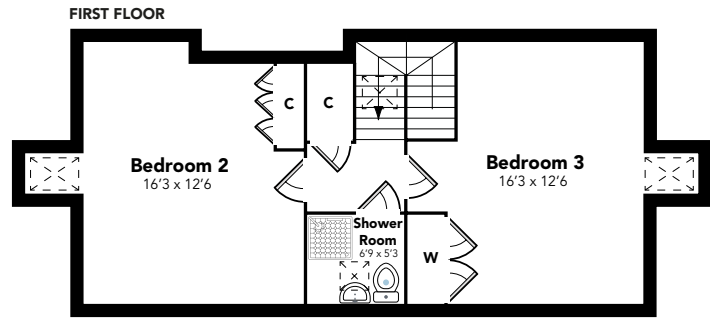 FIRST FLOOR
C
C
Bedroom 2
16’3 x 12’6
Bedroom 3
16’3 x 12’6
Shower
Room
6’9 x 5’3
W